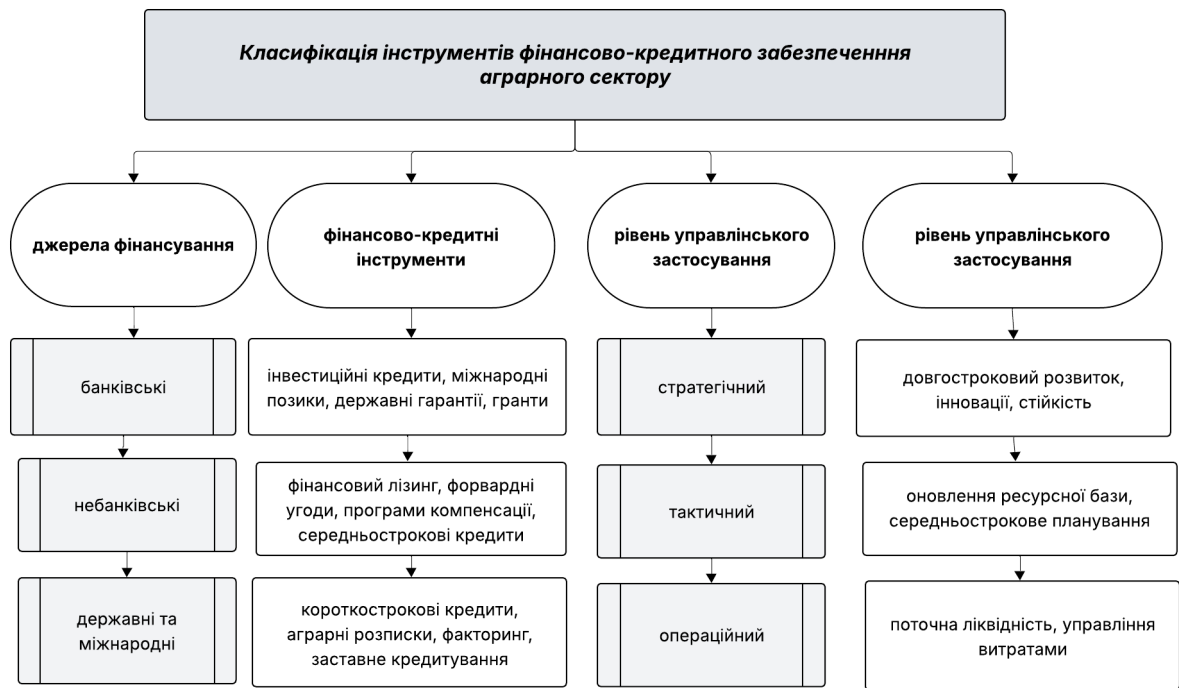 Класифікація інструментів фінансово-кредитного забезпеченння
аграрного сектору
джерела фінансування
фінансово-кредитні
інструменти
рівень управлінського
застосування
рівень управлінського
застосування
банківські
інвестиційні кредити, міжнародні
позики, державні гарантії, гранти
стратегічний
довгостроковий розвиток,
інновації, стійкість
небанківські
фінансовий лізинг, форвардні
угоди, програми компенсації,
середньострокові кредити
тактичний
оновлення ресурсної бази,
середньострокове планування
державні та
міжнародні
короткострокові кредити,
аграрні розписки, факторинг,
заставне кредитування
операційний
поточна ліквідність, управління
витратами